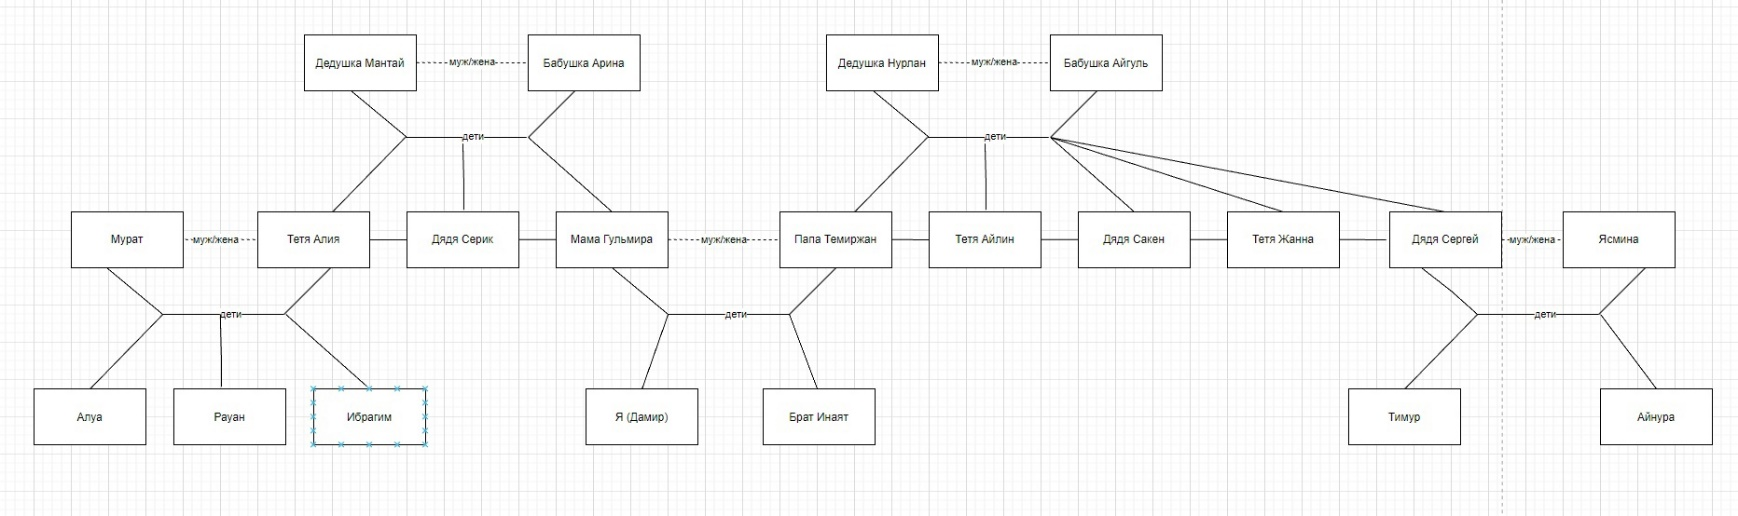 Дедушка Мантай
муж/жена
Бабушка Арина
Дедушка Нурлан
муж/жена
Бабушка Айгуль
дети
дети
Мурат
муж/жена
Тетя Алия
Дядя Серик
Мама Гульмира
муж/жена
Папа Темиржан
Тетя Айлин
Дядя Сакен
Тетя Жанна
Дядя Сергей
муж/жена
Ясмина
дети
дети
дети
Алуа
Рауан
Ибрагим
Я (Дамир)
Брат Инаят
Тимур
Айнура